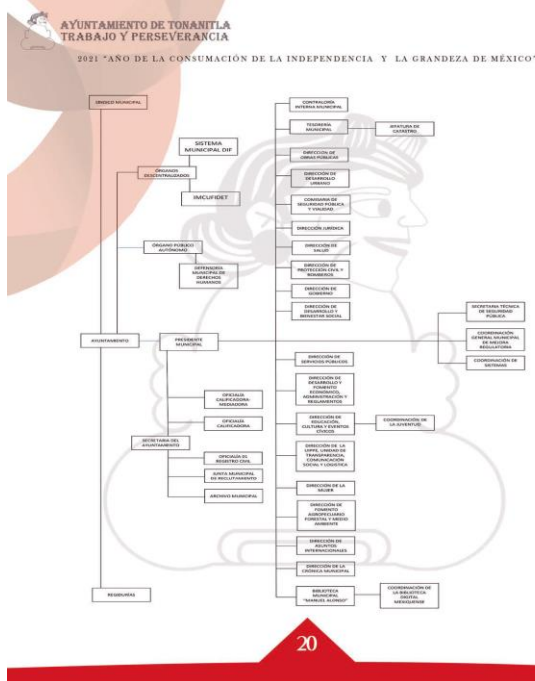 AYUNTAMIENTO DE TONANITLA
TRABAJO Y PERSEVERANCIA
2021 "AÑO DE LA CONSUMACIÓN DE LA INDEPENDENCIA Y LA GRANDEZA DE MÉXICO"
SÍNDICO MUNICIPAL
SISTEMA
MUNICIPAL DIF
ÓRGANOS
DESCENTRALIZADOS
IMCUFIDET
ÓRGANO PÚBLICO
AUTÓNOMO
DEFENSORÍA
MUNICIPAL DE
DERECHOS
HUMANOS
AYUNTAMIENTO
PRESIDENTE
MUNICIPAL
OFICIALÍA
CALIFICADORA-
MEDIADORA
OFICIALÍA
CALIFICADORA
SECRETARIA DEL
AYUNTAMIENTO
OFICIALÍA DE
REGISTRO CIVIL
JUNTA MUNICIPAL
DE RECLUTAMIENTO
ARCHIVO MUNICIPAL
REGIDURÍAS
CONTRALORÍA
INTERNA MUNICIPAL
TESORERÍA
MUNICIPAL
JEFATURA DE
CATASTRO
DIRECCIÓN DE
OBRAS PÚBLICAS
DIRECCIÓN DE
DESARROLLO
URBANO
COMISARIA DE
SEGURIDAD PÚBLICA
Y VIALIDAD
DIRECCIÓN JURÍDICA
DIRECCIÓN DE
SALUD
DIRECCIÓN DE
PROTECCIÓN CIVIL Y
BOMBEROS
DIRECCIÓN DE
GOBIERNO
DIRECCIÓN DE
DESARROLLO Y
BIENESTAR SOCIAL
SECRETARIA TÉCNICA
DE SEGURIDAD
PÚBLICA
COORDINACIÓN
GENERAL MUNICIPAL
DE MEJORA
REGULATORIA
COORDINACIÓN DE
SISTEMAS
DIRECCIÓN DE
SERVICIOS PÚBLICOS
DIRECCIÓN DE
DESARROLLO Y
FOMENTO
ECONÓMICO,
ADMINISTRACIÓN Y
REGLAMENTOS
DIRECCIÓN DE
EDUCACIÓN,
CULTURA Y EVENTOS
CÍVICOS
COORDINACIÓN DE
LA JUVENTUD
DIRECCIÓN DE LA
UIPPE, UNIDAD DE
TRANSPARENCIA,
COMUNICACIÓN
SOCIAL Y LOGÍSTICA
DIRECCIÓN DE LA
MUJER
DIRECCIÓN DE
FOMENTO
AGROPECUARIO
FORESTAL Y MEDIO
AMBIENTE
DIRECCIÓN DE
ASUNTOS
INTERNACIONALES
DIRECCIÓN DE LA
CRÓNICA MUNICIPAL
BIBLIOTECA
MUNICIPAL
"MANUEL ALONSO"
COORDINACIÓN DE
LA BIBLIOTECA
DIGITAL
MEXIQUENSE
20